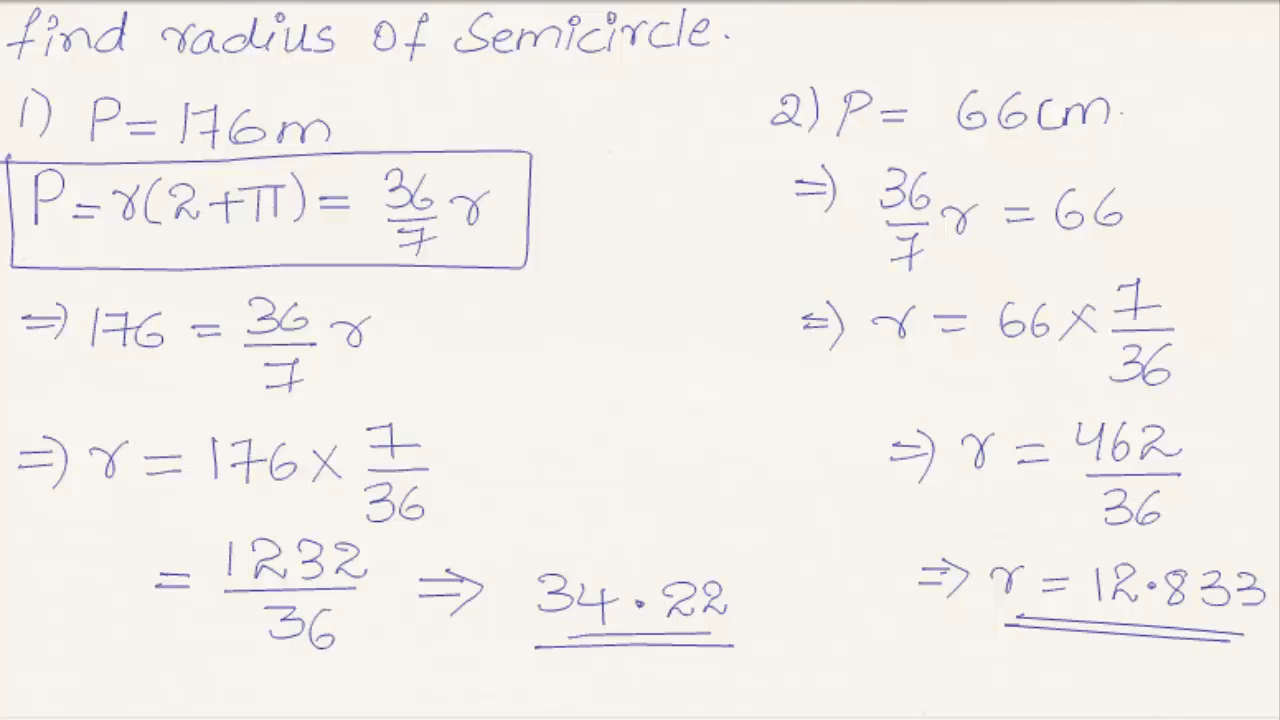 find radius of Semicircle.
1) P = 176m
P = r(2+π) = 36/7 r
=> 176 = 36/7 r
=> r = 176 × 7/36
= 1232/36 => 34.22
2) P = 66cm.
=> 36/7 r = 66
=> r = 66 × 7/36
=> r = 462/36
=> r = 12.833